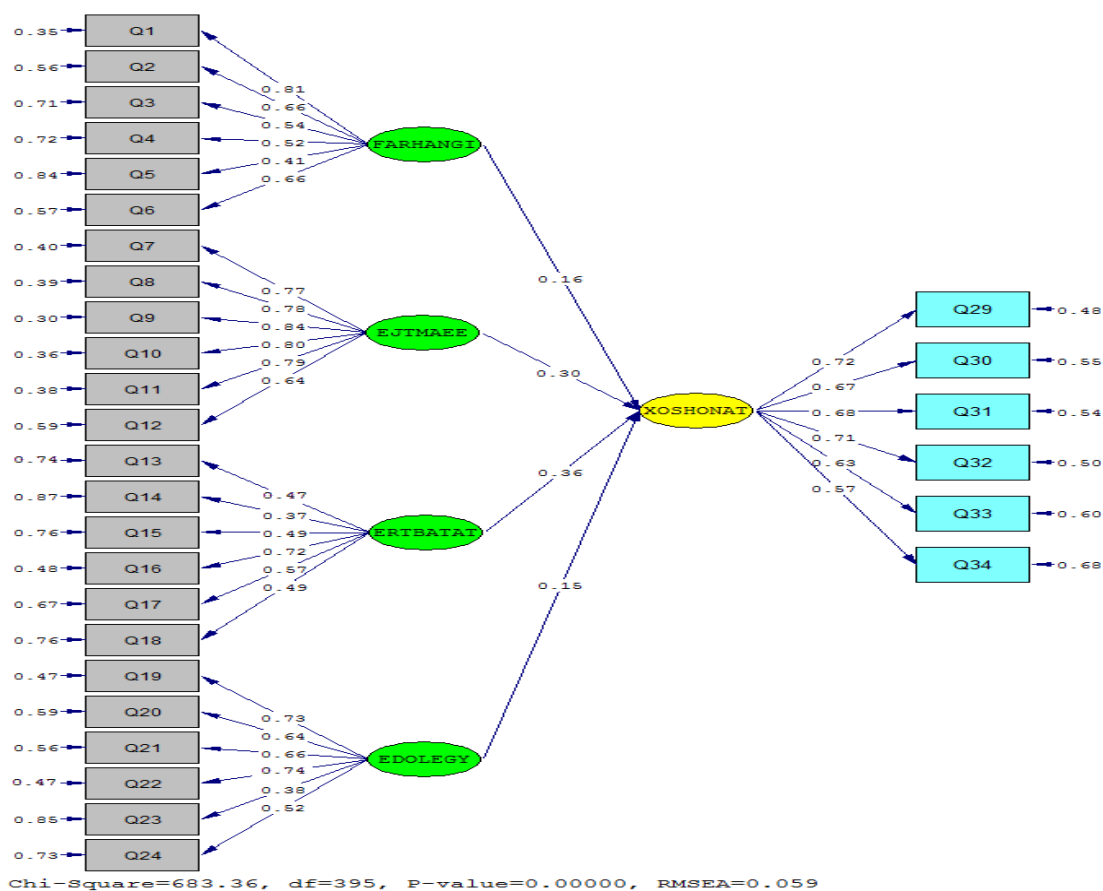 0.35 Q1
0.56 Q2
0.71 Q3
0.72 Q4
0.84 Q5
0.57 Q6
0.40 Q7
0.39 Q8
0.30 Q9
0.36 Q10
0.38 Q11
0.59 Q12
0.74 Q13
0.87 Q14
0.76 Q15
0.48 Q16
0.67 Q17
0.76 Q18
0.47 Q19
0.59 Q20
0.56 Q21
0.47 Q22
0.85 Q23
0.73 Q24
0.81
0.66
0.54
0.52
0.41
0.66
0.77
0.78
0.84
0.80
0.79
0.64
0.47
0.37
0.49
0.72
0.57
0.49
0.73
0.64
0.66
0.74
0.38
0.52
FARHANGI
EJTMAEE
ERTBATAT
EDOLEGY
0.16
0.30
0.36
0.15
XOSHONAT
0.72
0.67
0.68
0.71
0.63
0.57
Q29 0.48
Q30 0.55
Q31 0.54
Q32 0.50
Q33 0.60
Q34 0.68
Chi-Square=683.36, df=395, P-value=0.00000, RMSEA=0.059